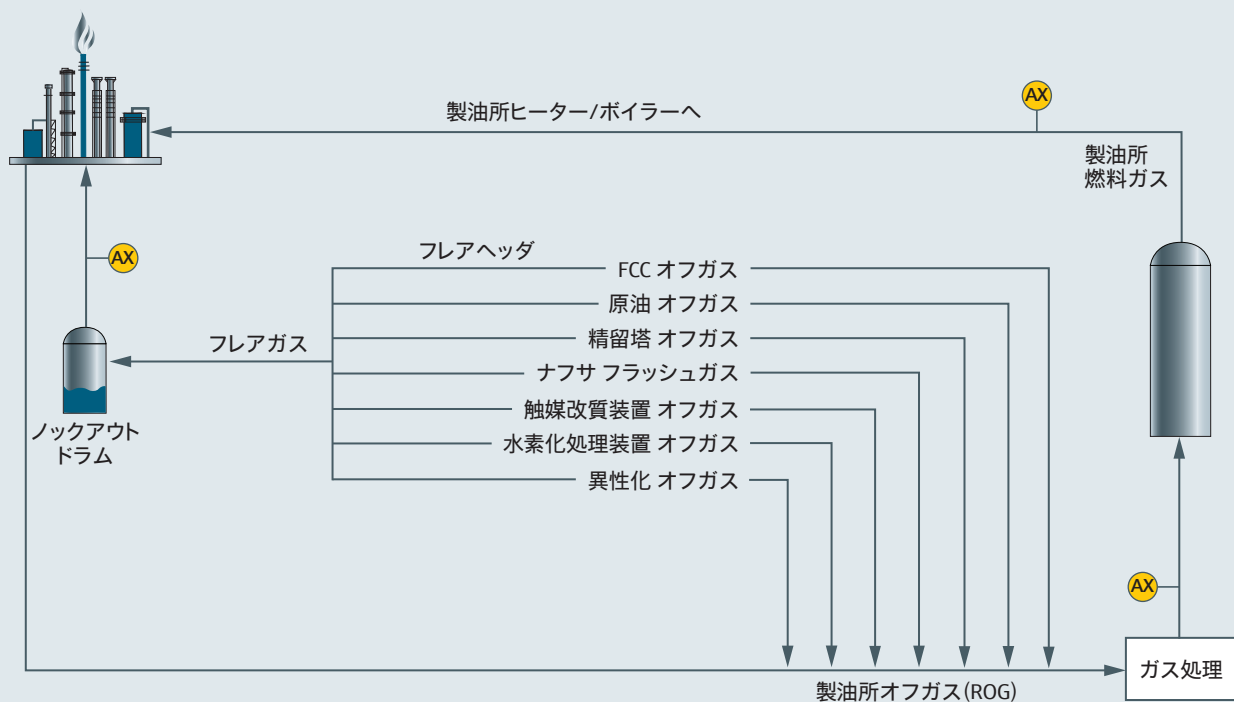 AX
製油所ヒーター/ボイラーへ
製油所
燃料ガス
AX
フレアヘッダ
FCC オフガス
原油 オフガス
フレアガス
精留塔 オフガス
ナフサ フラッシュガス
触媒改質装置 オフガス
ノックアウト
ドラム
水素化処理装置 オフガス
異性化 オフガス
AX
ガス処理
製油所オフガス(ROG)